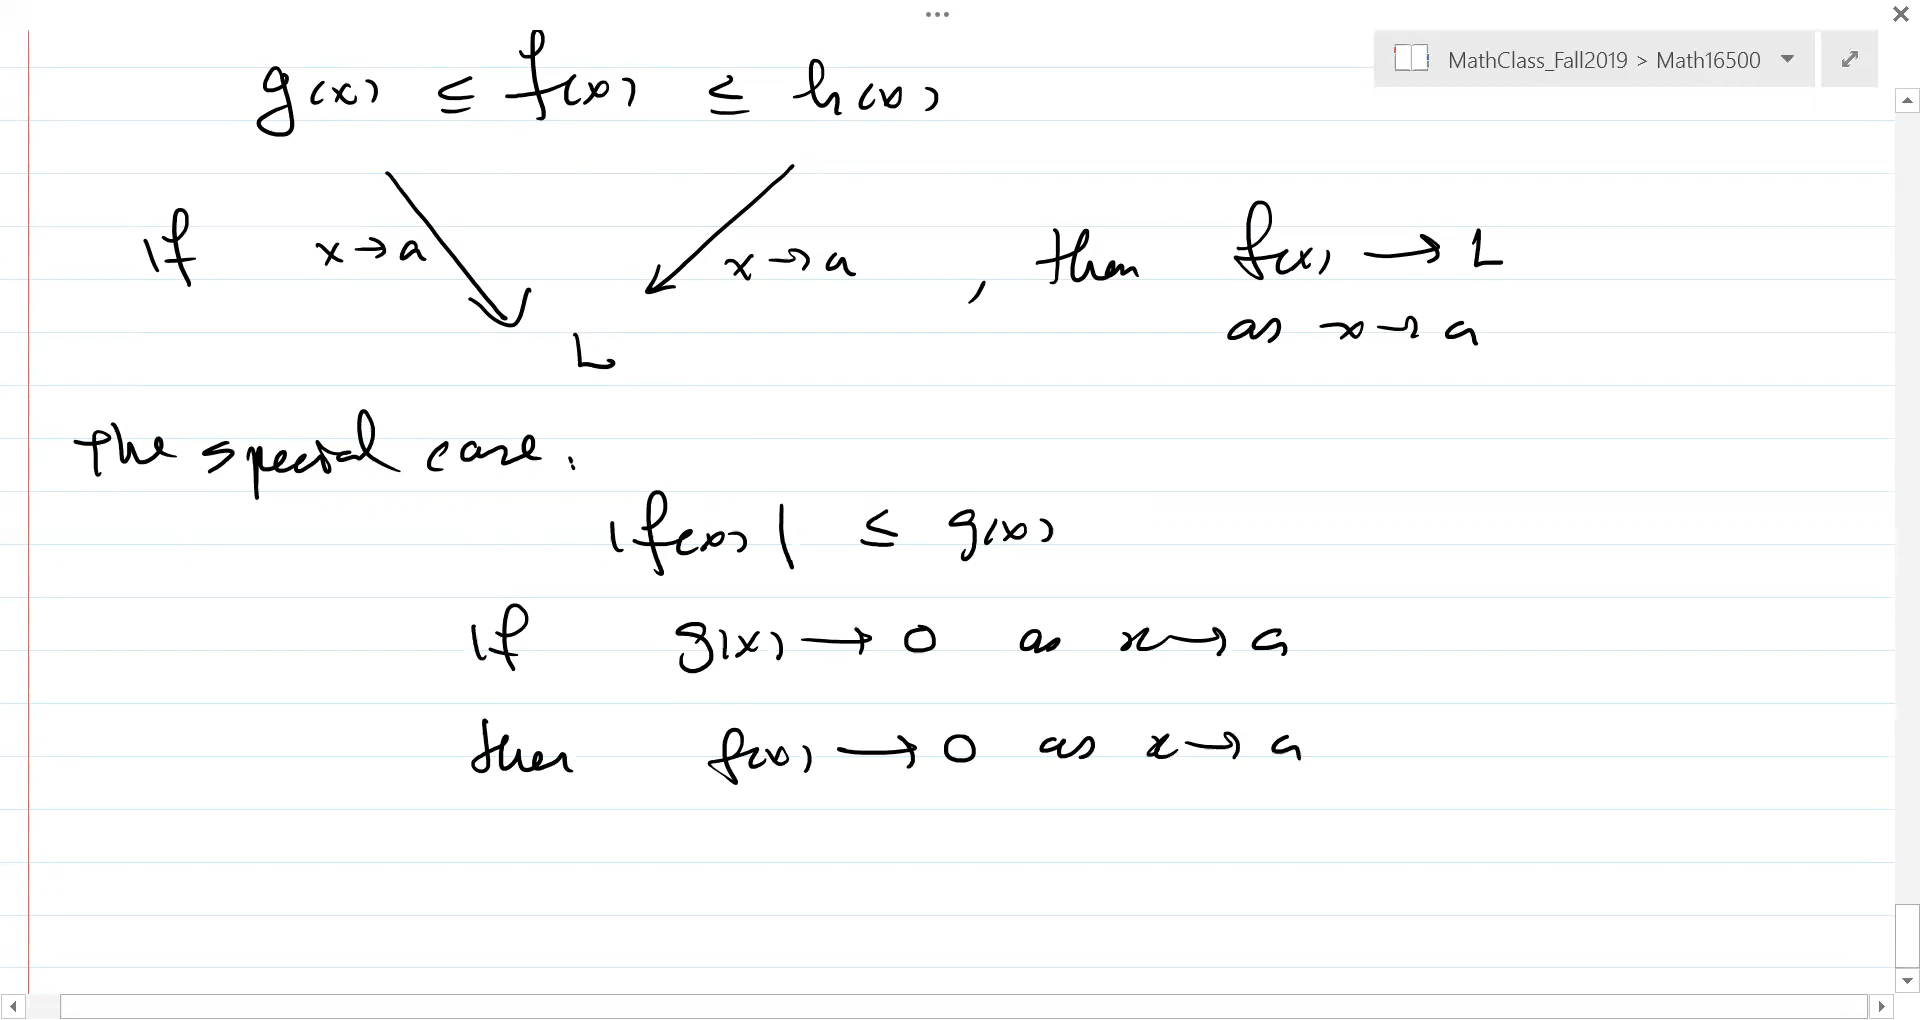 MathClass_Fall2019 > Math16500
g(x) ≤ f(x) ≤ h(x)
if x→a x→a , then f(x) → L
L as x→a
The special case.
|f(x)| ≤ g(x)
if g(x) → 0 as x→a
then f(x) → 0 as x→a